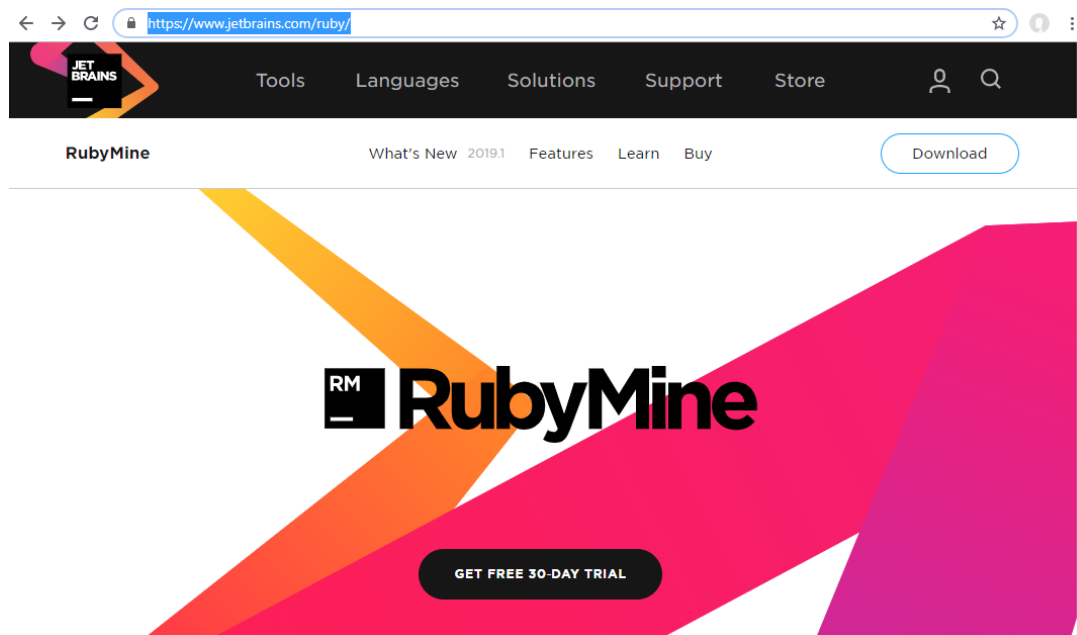 https://www.jetbrains.com/ruby/
JET
BRAINS
Tools Languages Solutions Support Store
RubyMine What's New 2019.1 Features Learn Buy Download
RM
RubyMine
GET FREE 30-DAY TRIAL